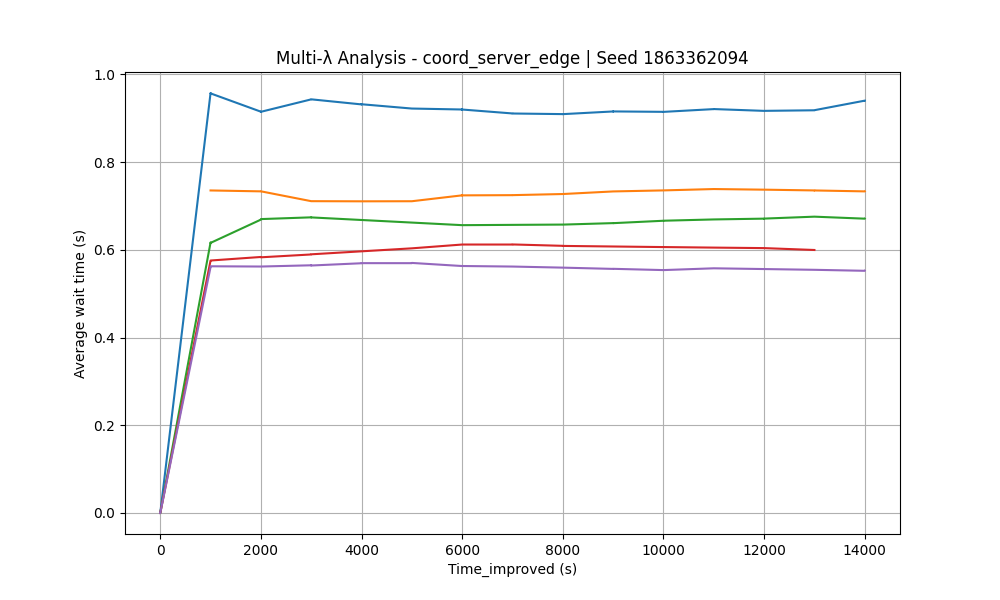 Multi-λ Analysis - coord_server_edge | Seed 1863362094
1.0
0.8
0.6
0.4
0.2
0.0
Average wait time (s)
0 2000 4000 6000 8000 10000 12000 14000
Time_improved (s)